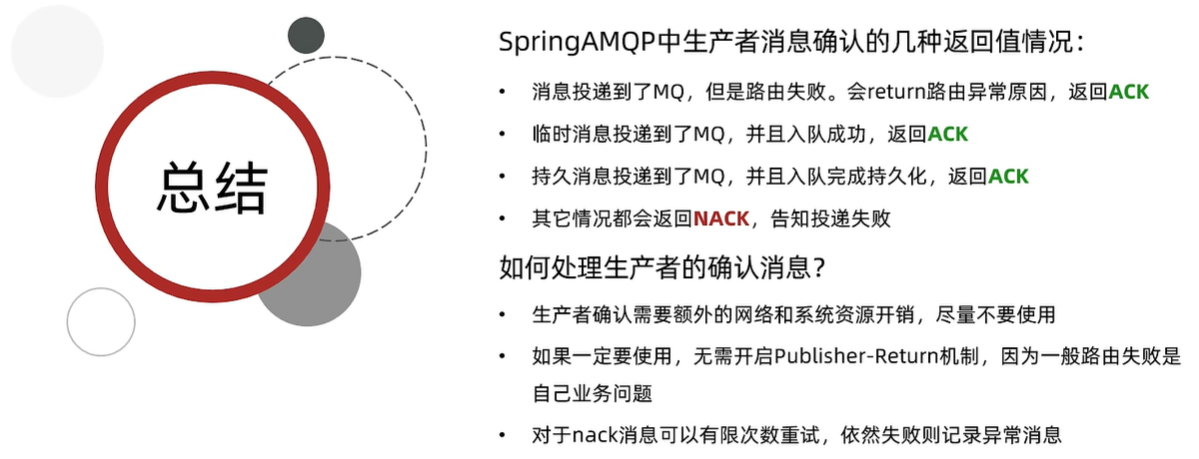 总结
SpringAMQP中生产者消息确认的几种返回值情况：
• 消息投递到了MQ，但是路由失败。会return路由异常原因，返回ACK
• 临时消息投递到了MQ，并且入队成功，返回ACK
• 持久消息投递到了MQ，并且入队完成持久化，返回ACK
• 其它情况都会返回NACK，告知投递失败
如何处理生产者的确认消息？
• 生产者确认需要额外的网络和系统资源开销，尽量不要使用
• 如果一定要使用，无需开启Publisher-Return机制，因为一般路由失败是
自己业务问题
• 对于nack消息可以有限次数重试，依然失败则记录异常消息